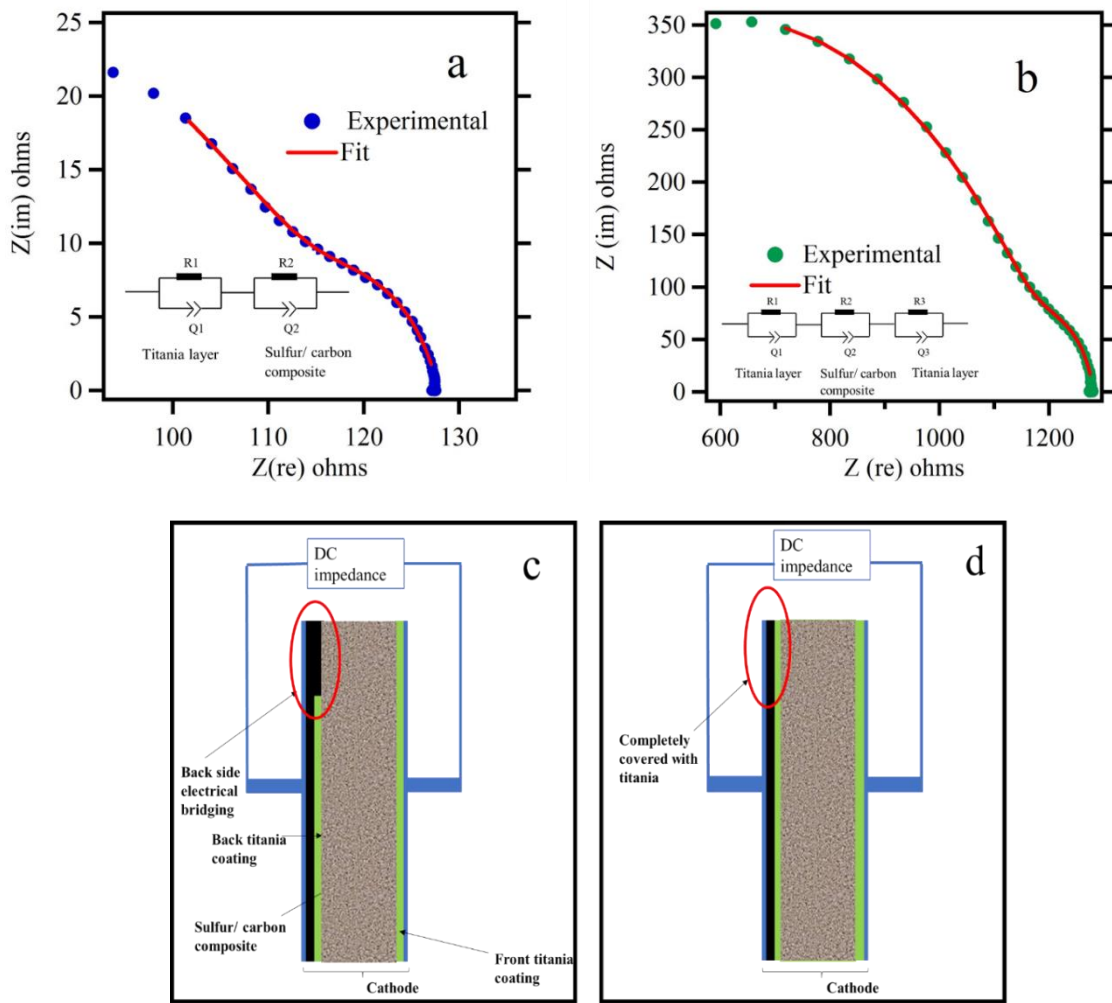 a
25
20
15
10
5
0
Z(im) ohms
Experimental
Fit
R1 R2
Q1 Q2
Titania layer
Sulfur/ carbon
composite
100 110 120 130
Z(re) ohms
b
350
300
250
200
150
100
50
0
Z (im) ohms
Experimental
Fit
R1 R2 R3
Q1 Q2 Q3
Titania layer
Sulfur/ carbon
composite
Titania layer
600 800 1000 1200
Z (re) ohms
c
DC
impedance
Back side
electrical
bridging
Back titania
coating
Sulfur/ carbon
composite
Front titania
coating
Cathode
d
DC
impedance
Completely
covered with
titania
Cathode